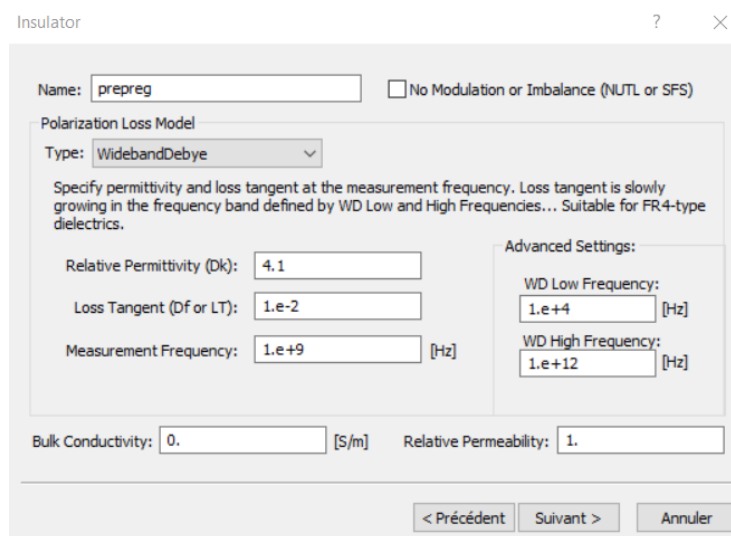 Insulator ?
Name: prepreg No Modulation or Imbalance (NUTL or SFS)
Polarization Loss Model
Type: WidebandDebye
Specify permittivity and loss tangent at the measurement frequency. Loss tangent is slowly
growing in the frequency band defined by WD Low and High Frequencies... Suitable for FR4-type
dielectrics.
Advanced Settings:
Relative Permittivity (Dk): 4.1
WD Low Frequency:
Loss Tangent (Df or LT): 1.e-2 1.e+4 [Hz]
WD High Frequency:
Measurement Frequency: 1.e+9 [Hz] 1.e+12 [Hz]
Bulk Conductivity: 0. [S/m] Relative Permeability: 1.
< Précédent Suivant > Annuler